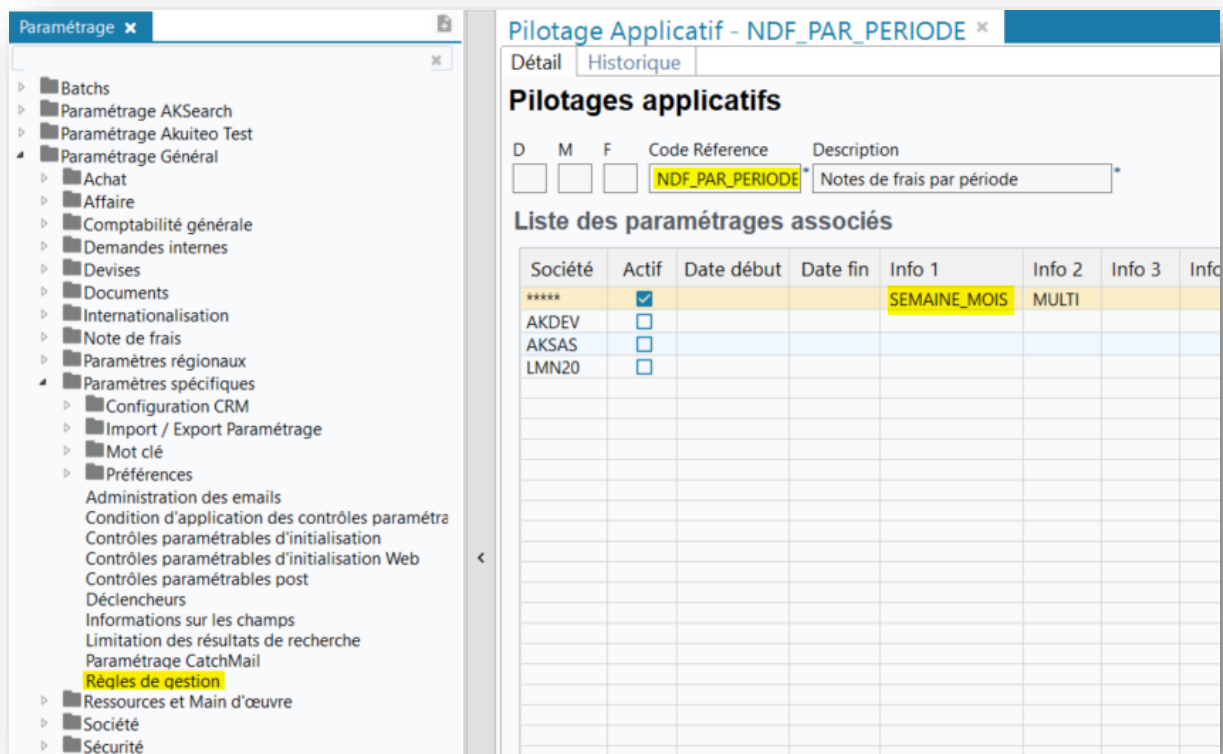 Paramétrage
Batchs
Paramétrage AKSearch
Paramétrage Akuiteo Test
Paramétrage Général
Achat
Affaire
Comptabilité générale
Demandes internes
Devises
Documents
Internationalisation
Note de frais
Paramètres régionaux
Paramètres spécifiques
Configuration CRM
Import / Export Paramétrage
Mot clé
Préférences
Administration des emails
Condition d'application des contrôles paramétra
Contrôles paramétrables d'initialisation
Contrôles paramétrables d'initialisation Web
Contrôles paramétrables post
Déclencheurs
Informations sur les champs
Limitation des résultats de recherche
Paramétrage CatchMail
Règles de gestion
Ressources et Main d'œuvre
Société
Sécurité
Pilotage Applicatif - NDF_PAR_PERIODE
Détail Historique
Pilotages applicatifs
D M F Code Réference Description
NDF_PAR_PERIODE * Notes de frais par période *
Liste des paramétrages associés
Société Actif Date début Date fin Info 1 Info 2 Info 3 Info
***** SEMAINE_MOIS MULTI
AKDEV
AKSAS
LMN20